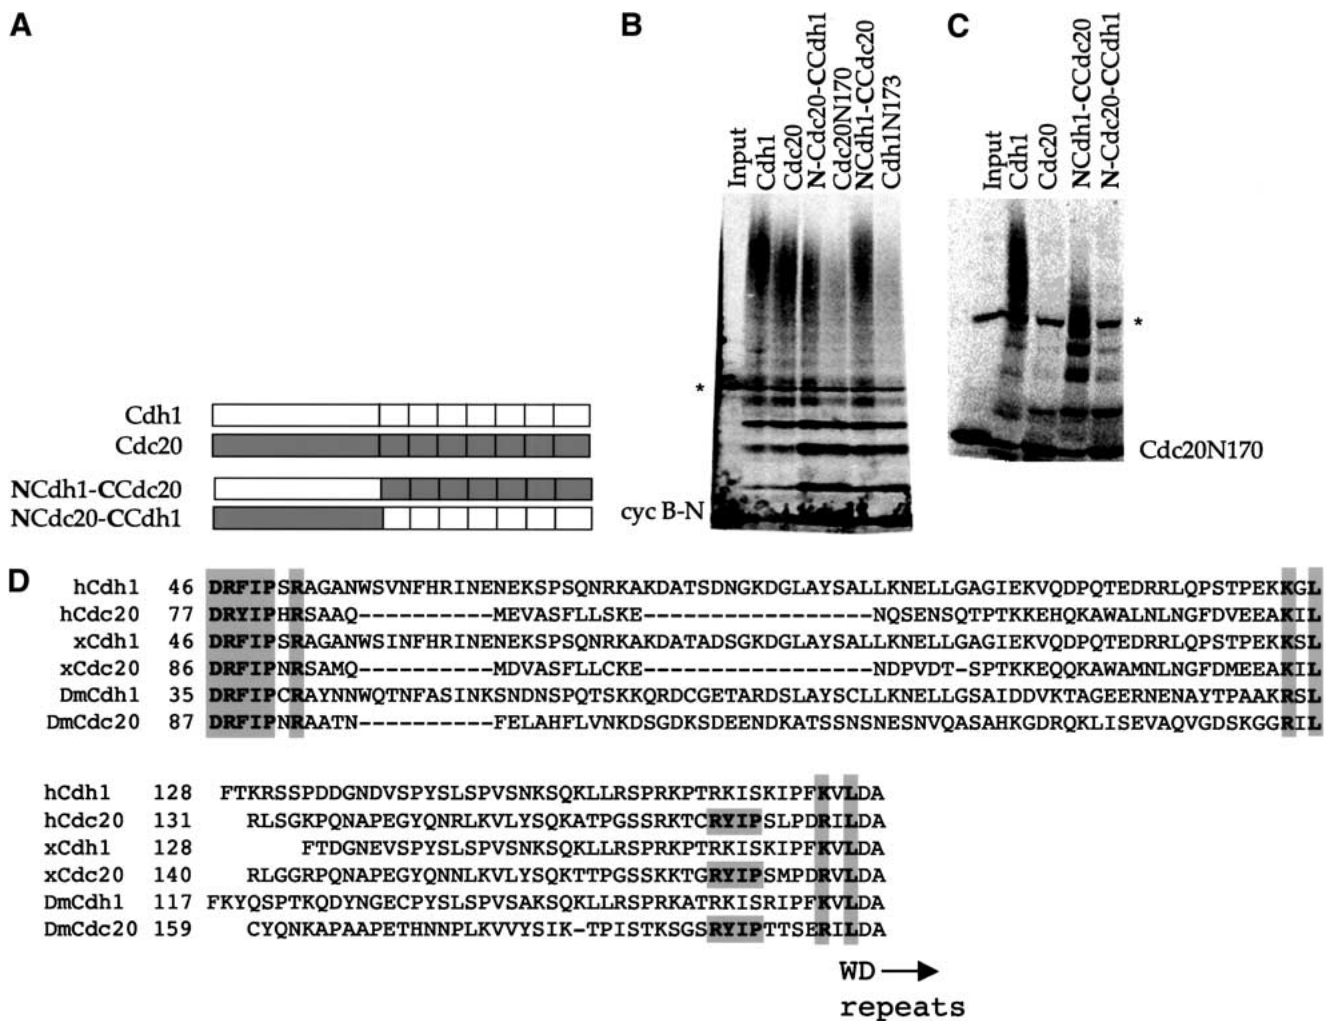 A
B
C
Input
Cdh1
Cdc20
N-Cdc20-CCdh1
Cdc20N170
NCdh1-CCdc20
Cdh1N173
Input
Cdh1
Cdc20
NCdh1-CCdc20
N-Cdc20-CCdh1
*
*
Cdh1
Cdc20
NCdh1-CCdc20
NCdc20-CCdh1
cyc B-N
Cdc20N170
D
hCdh1 46 DRFIPSRAGANWSVNFHRINENEKSPSQNRKAKDATSDNGKDGLAYSALLKNELLGAGIEKVQDPQTEDRRLQPSTPEKKGL
hCdc20 77 DRYIPHRSAAQ----------MEVASFLLSKE-----------------NQSENSQTPTKKEHQKAWALNLNGFDVEEAKIL
xCdh1 46 DRFIPSRAGANWSINFHRINENEKSPSQNRKAKDATADSGKDGLAYSALLKNELLGAGIEKVQDPQTEDRRLQPSTPEKKSL
xCdc20 86 DRFIPNRSAMQ----------MDVASFLLCKE-----------------NDPVDT-SPTKKEQQKAWAMNLNGFDMEEAKIL
DmCdh1 35 DRFIPCRAYNNWQTNFASINKSNDNSPQTSKKQRDCGETARDSLAYSCLLKNELLGSAIDDVKTAGEERNENAYTPAAKRSL
DmCdc20 87 DRFIPNRAATN----------FELAHFLVNKDSGDKSDEENDKATSSNSNESNVQASAHKGDRQKLISEVAQVGDSKGGRIL
hCdh1 128 FTKRSSPDDGNDVSPYSLSPVSNKSQKLLRSPRKPTRKISKIPFKVLDA
hCdc20 131 RLSGKPQNAPEGYQNRLKVLYSQKATPGSSRKTCRYIPSLPDRILDA
xCdh1 128 FTDGNEVSPYSLSPVSNKSQKLLRSPRKPTRKISKIPFKVLDA
xCdc20 140 RLGGRPQNAPEGYQNNLKVLYSQKTTPGSSKKTGRYIPSMPDRVLDA
DmCdh1 117 FKYQSPTKQDYNGECPYSLSPVSAKSQKLLRSPRKATRKISRIPFKVLDA
DmCdc20 159 CYQNKAPAAPETHNNPLKVVYSIK-TPISTKSGSRYIPTTSERILDA
WD
repeats